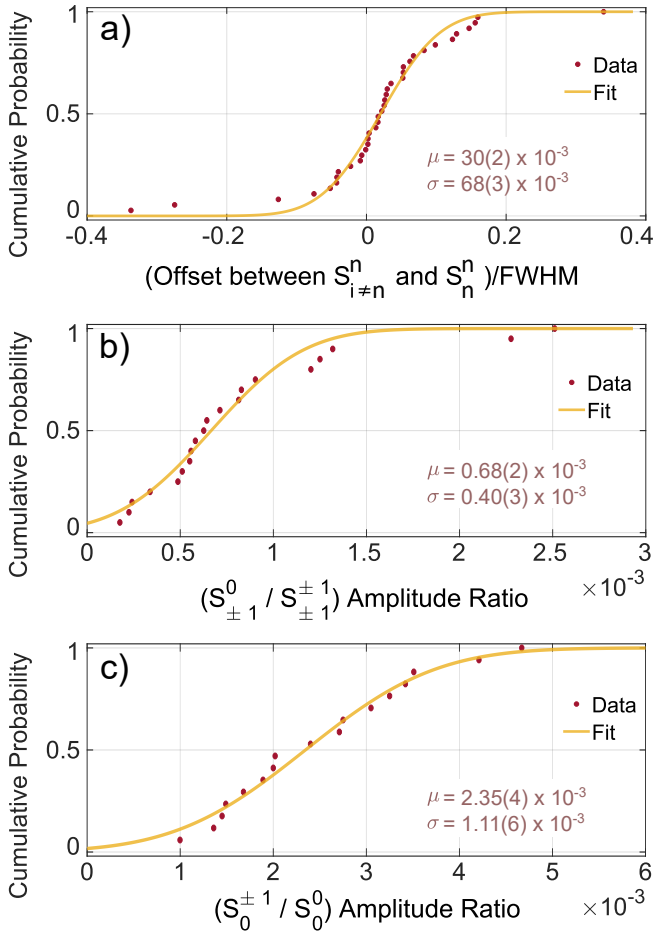 a)
Cumulative Probability
1
0.5
0
Data
Fit
μ = 30(2) x 10⁻³
σ = 68(3) x 10⁻³
-0.4 -0.2 0 0.2 0.4
(Offset between Sⁿᵢ≠ₙ and Sⁿₙ )/FWHM
b)
Cumulative Probability
1
0.5
0
Data
Fit
μ = 0.68(2) x 10⁻³
σ = 0.40(3) x 10⁻³
0 0.5 1 1.5 2 2.5 3
×10⁻³
(S⁰±₁ / S±¹±₁) Amplitude Ratio
c)
Cumulative Probability
1
0.5
0
Data
Fit
μ = 2.35(4) x 10⁻³
σ = 1.11(6) x 10⁻³
0 1 2 3 4 5 6
×10⁻³
(S₀±¹ / S₀⁰) Amplitude Ratio